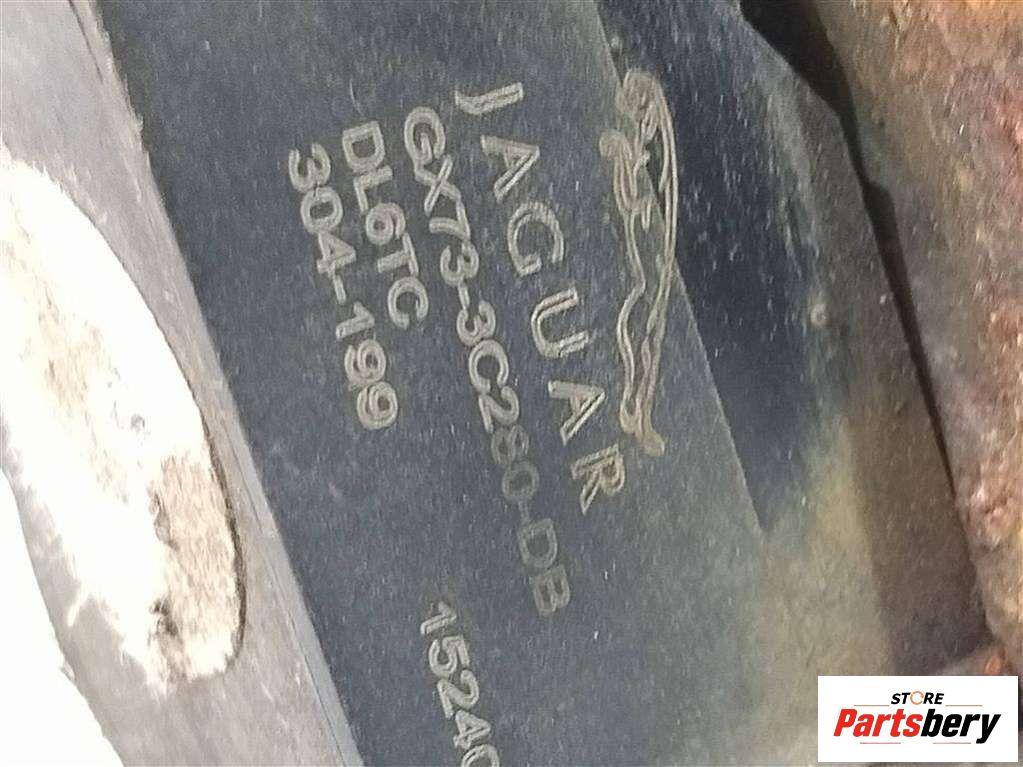 JAGUAR
GX73-3C280-DB
DL6TC
304-199
15240
STORE
Partsbery